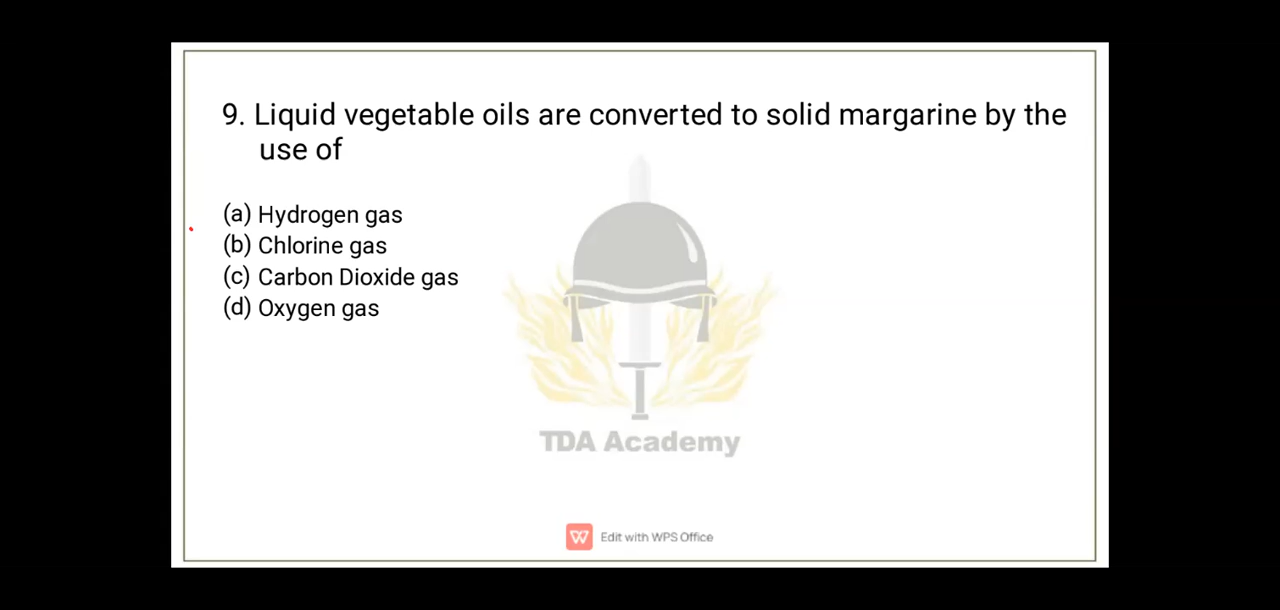 9. Liquid vegetable oils are converted to solid margarine by the
use of
(a) Hydrogen gas
(b) Chlorine gas
(c) Carbon Dioxide gas
(d) Oxygen gas
TDA Academy
Edit with WPS Office